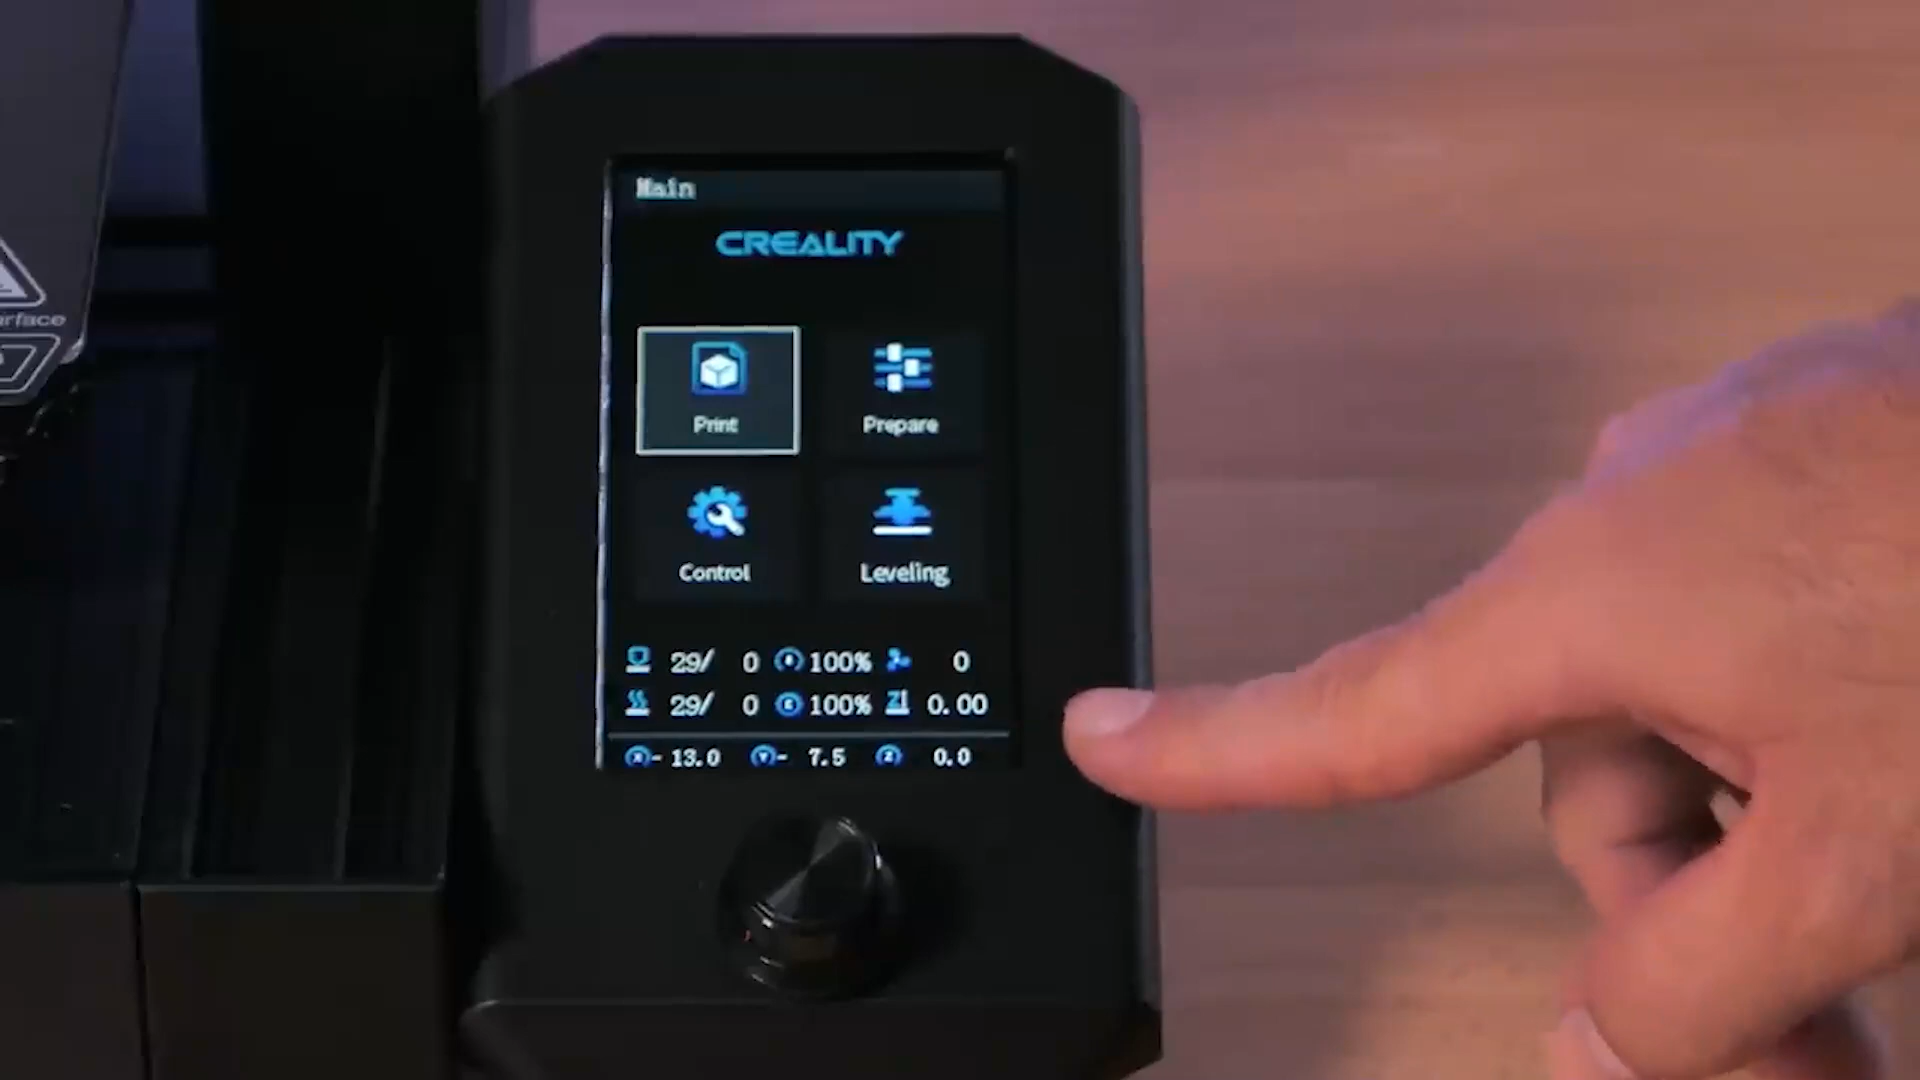 Main
CREALITY
Print
Prepare
Control
Leveling
29/ 0 100% 0
29/ 0 E 100% Z 0.00
X - 13.0 Y - 7.5 Z 0.0